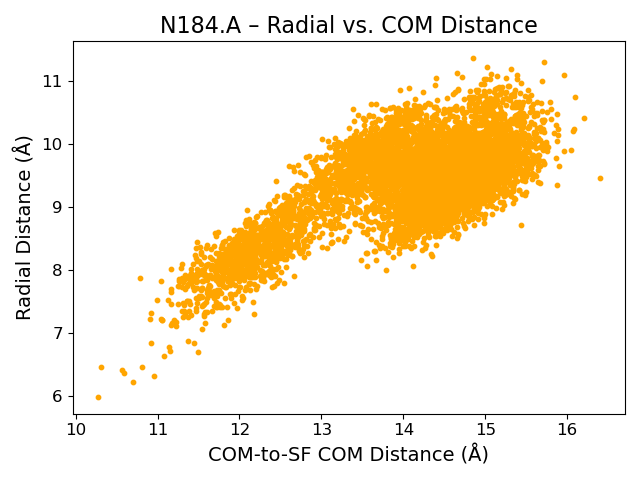 N184.A – Radial vs. COM Distance
Radial Distance (Å)
11
10
9
8
7
6
10 11 12 13 14 15 16
COM-to-SF COM Distance (Å)